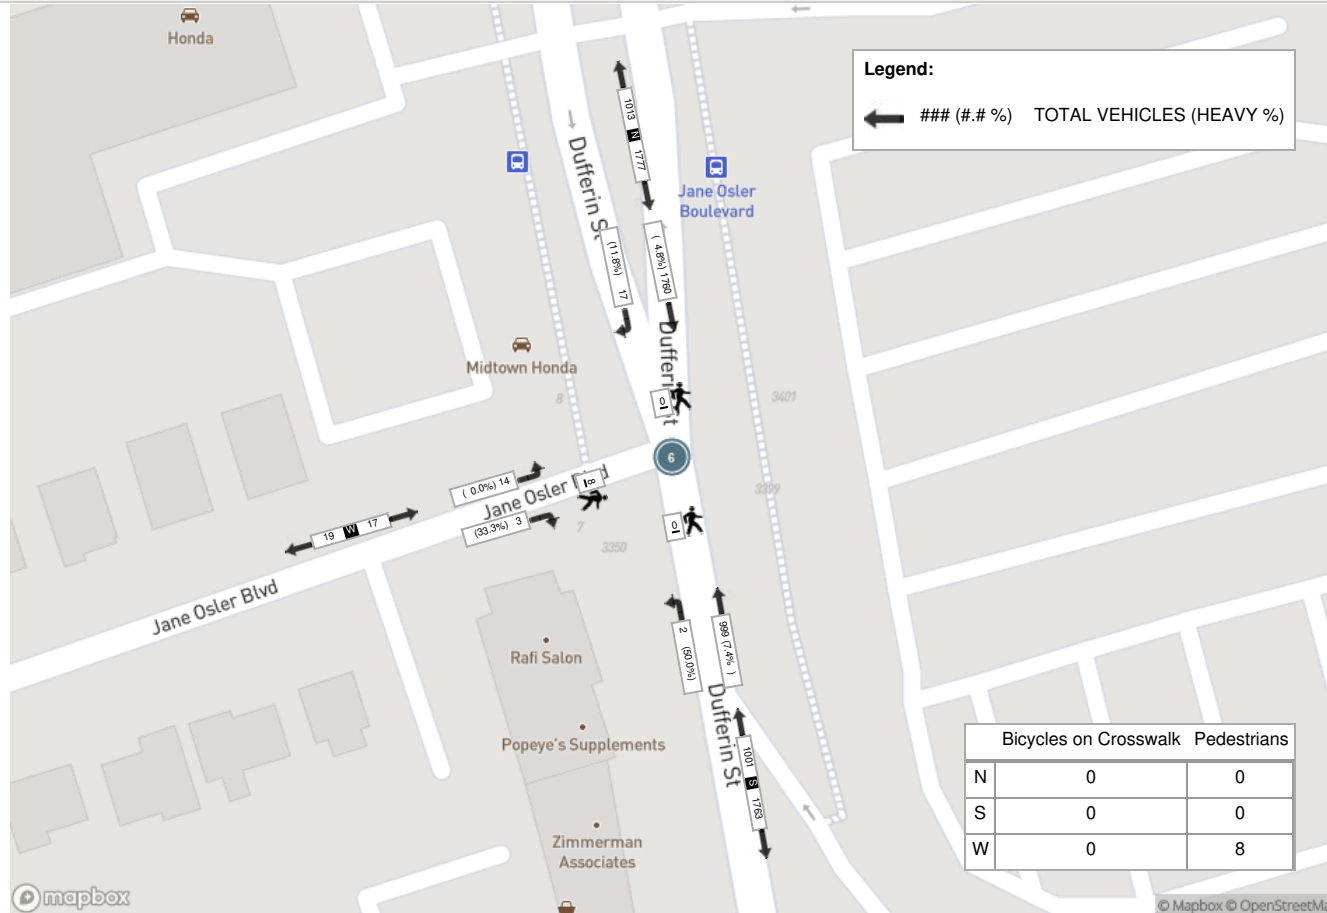 Honda
Legend:
### (#.# %) TOTAL VEHICLES (HEAVY %)
1013 N 1777
Dufferin St
Jane Osler
Boulevard
(11.8%) 17
( 4.8%) 1760
Dufferin St
Midtown Honda
8
3401
0
6
( 0.0%) 14
Jane Osler Blvd
8
3399
(33.3%) 3
7
0
19 W 17
3350
Jane Osler Blvd
2 (50.0%)
999 (7.4% )
Rafi Salon
Dufferin St
Popeye's Supplements
1001 S 1763
Bicycles on Crosswalk Pedestrians
N 0 0
S 0 0
W 0 8
Zimmerman
Associates
mapbox
© Mapbox © OpenStreetMa